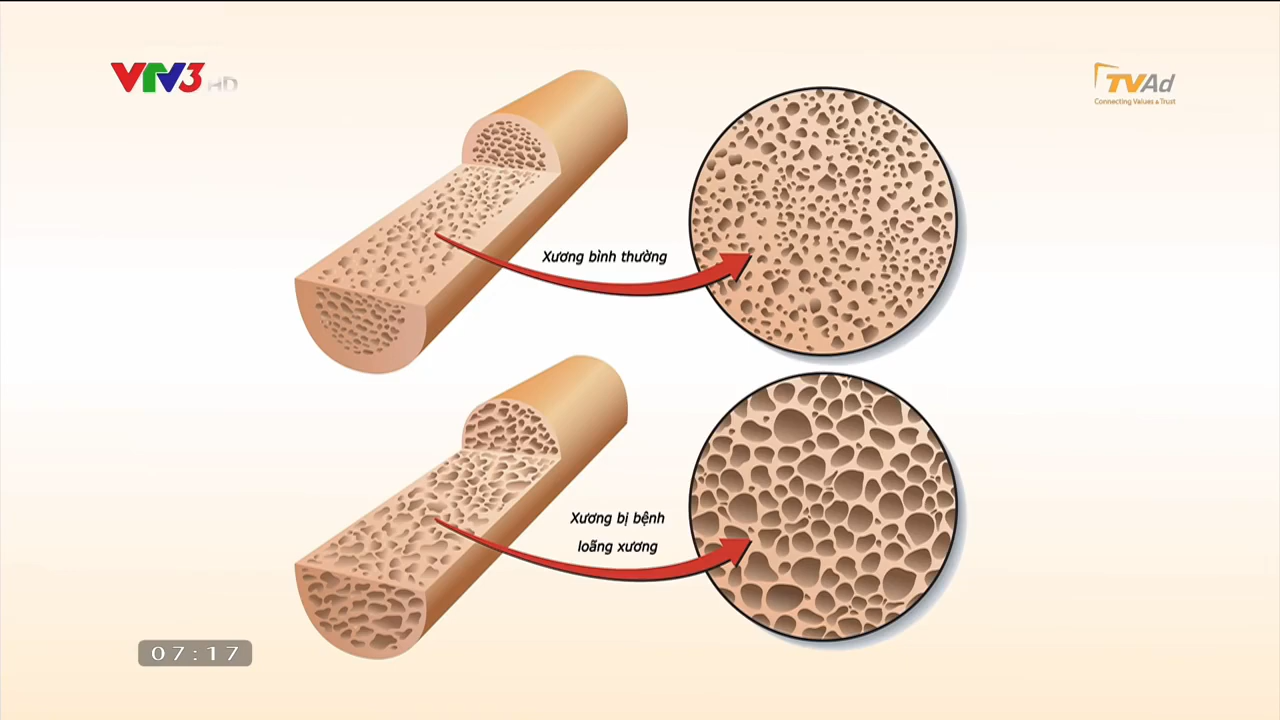 VTV3 HD
TVAd
Connecting Values & Trust
Xương bình thường
Xương bị bệnh
loãng xương
07:17